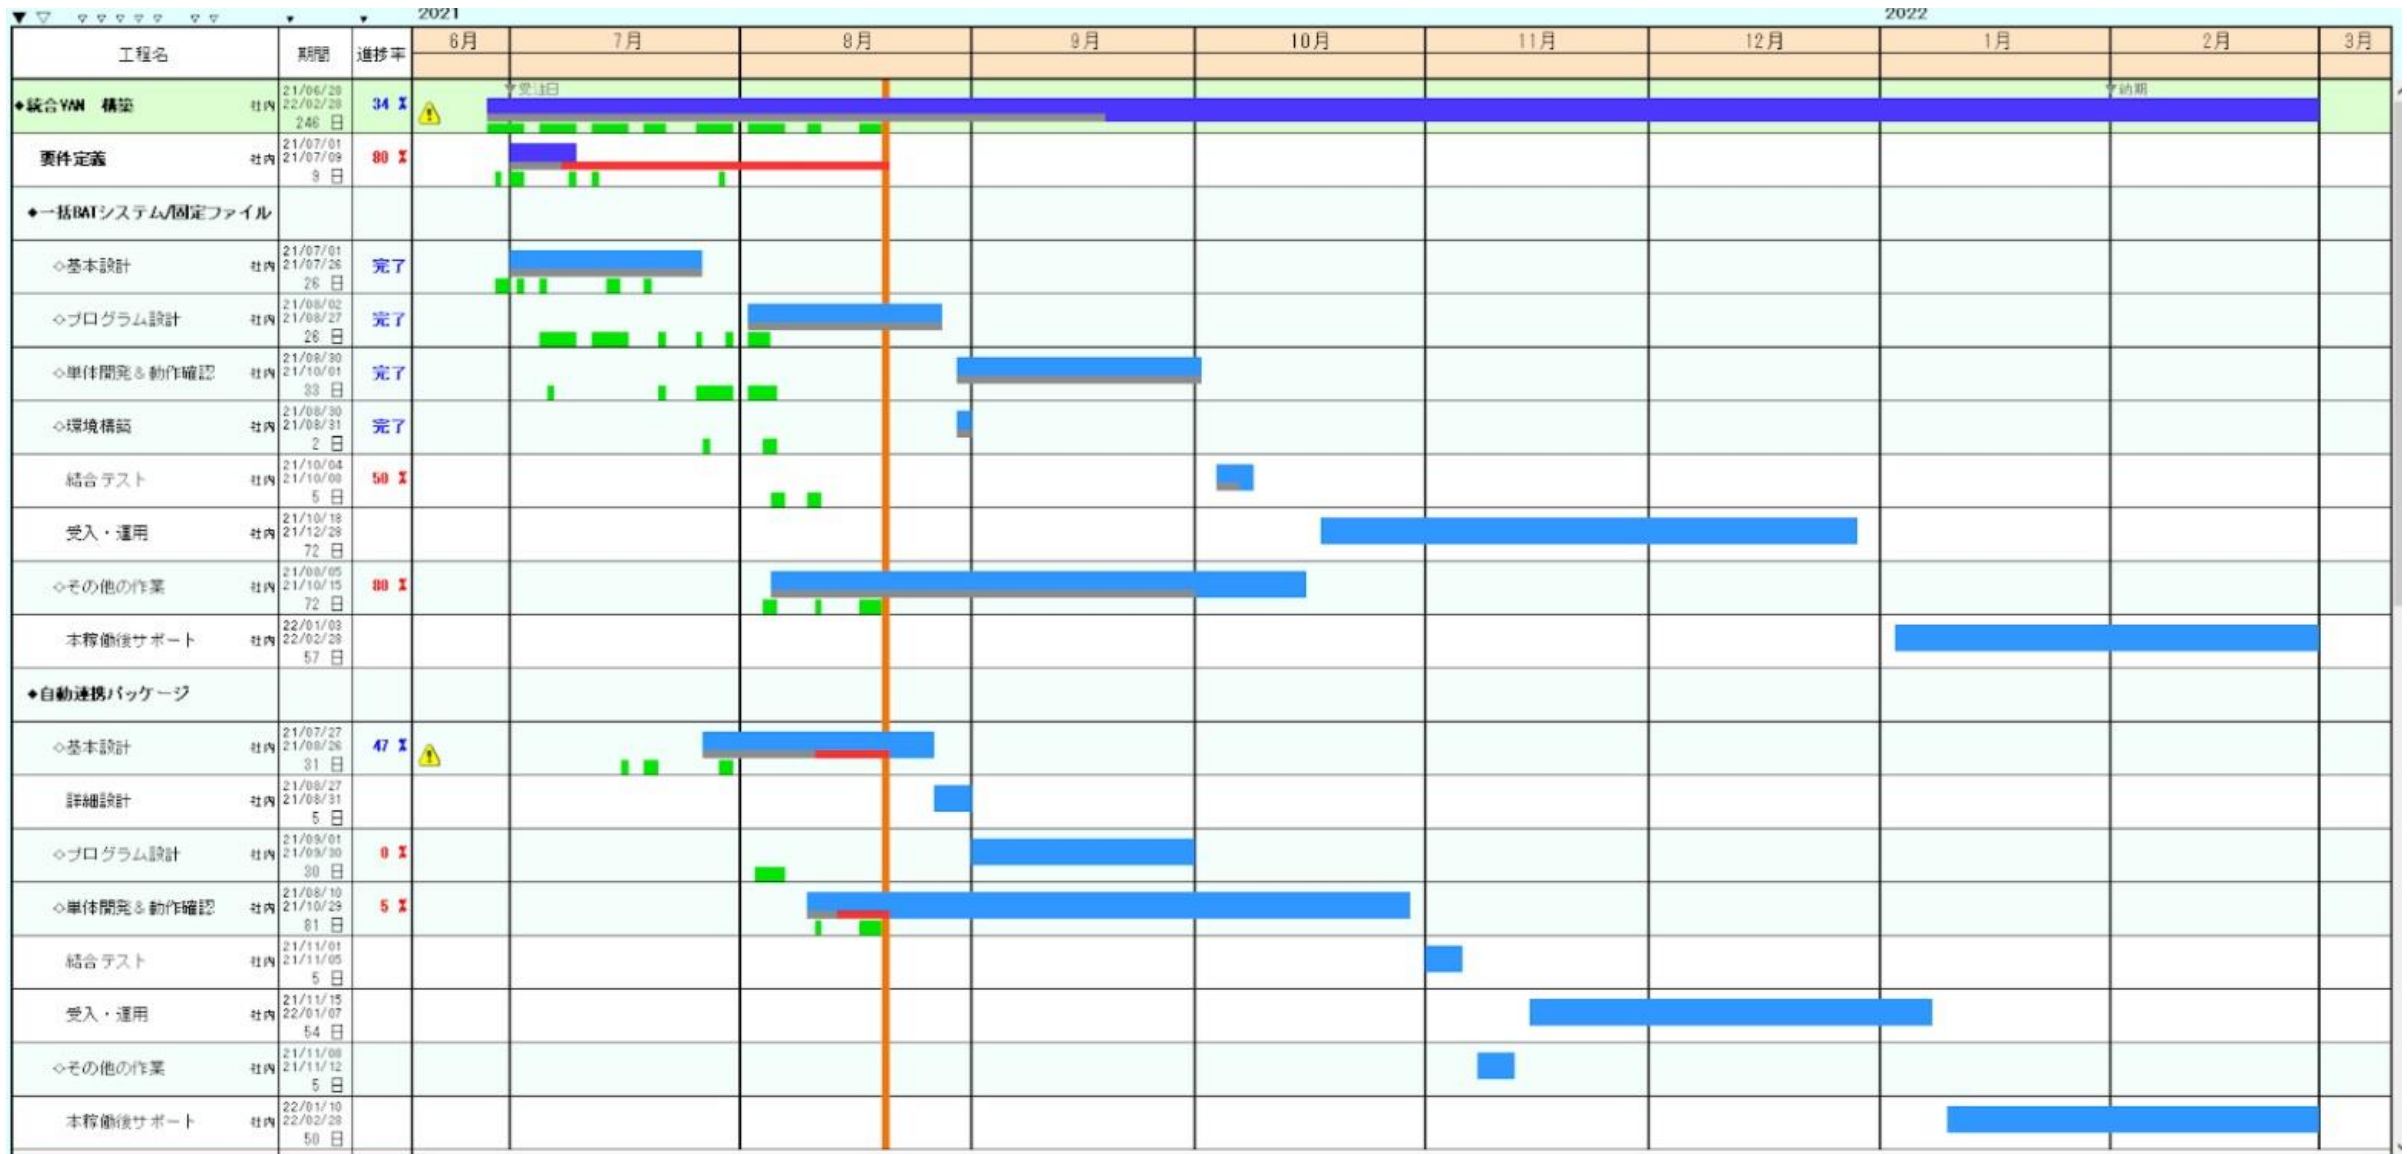 2021
2022
工程名 期間 進捗率 6月 7月 8月 9月 10月 11月 12月 1月 2月 3月
▽受注日
▽納期
◆統合VAN 構築 社内 21/06/28 22/02/28 246 日 34 %
要件定義 社内 21/07/01 21/07/09 9 日 80 %
◆一括BATシステム/固定ファイル
◇基本設計 社内 21/07/01 21/07/26 26 日 完了
◇プログラム設計 社内 21/08/02 21/08/27 26 日 完了
◇単体開発&動作確認 社内 21/08/30 21/10/01 33 日 完了
◇環境構築 社内 21/08/30 21/08/31 2 日 完了
結合テスト 社内 21/10/04 21/10/08 5 日 50 %
受入・運用 社内 21/10/18 21/12/28 72 日
◇その他の作業 社内 21/08/05 21/10/15 72 日 80 %
本稼働後サポート 社内 22/01/03 22/02/28 57 日
◆自動連携パッケージ
◇基本設計 社内 21/07/27 21/08/26 31 日 47 %
詳細設計 社内 21/08/27 21/08/31 5 日
◇プログラム設計 社内 21/09/01 21/09/30 30 日 0 %
◇単体開発&動作確認 社内 21/08/10 21/10/29 81 日 5 %
結合テスト 社内 21/11/01 21/11/05 5 日
受入・運用 社内 21/11/15 22/01/07 54 日
◇その他の作業 社内 21/11/08 21/11/12 5 日
本稼働後サポート 社内 22/01/10 22/02/28 50 日